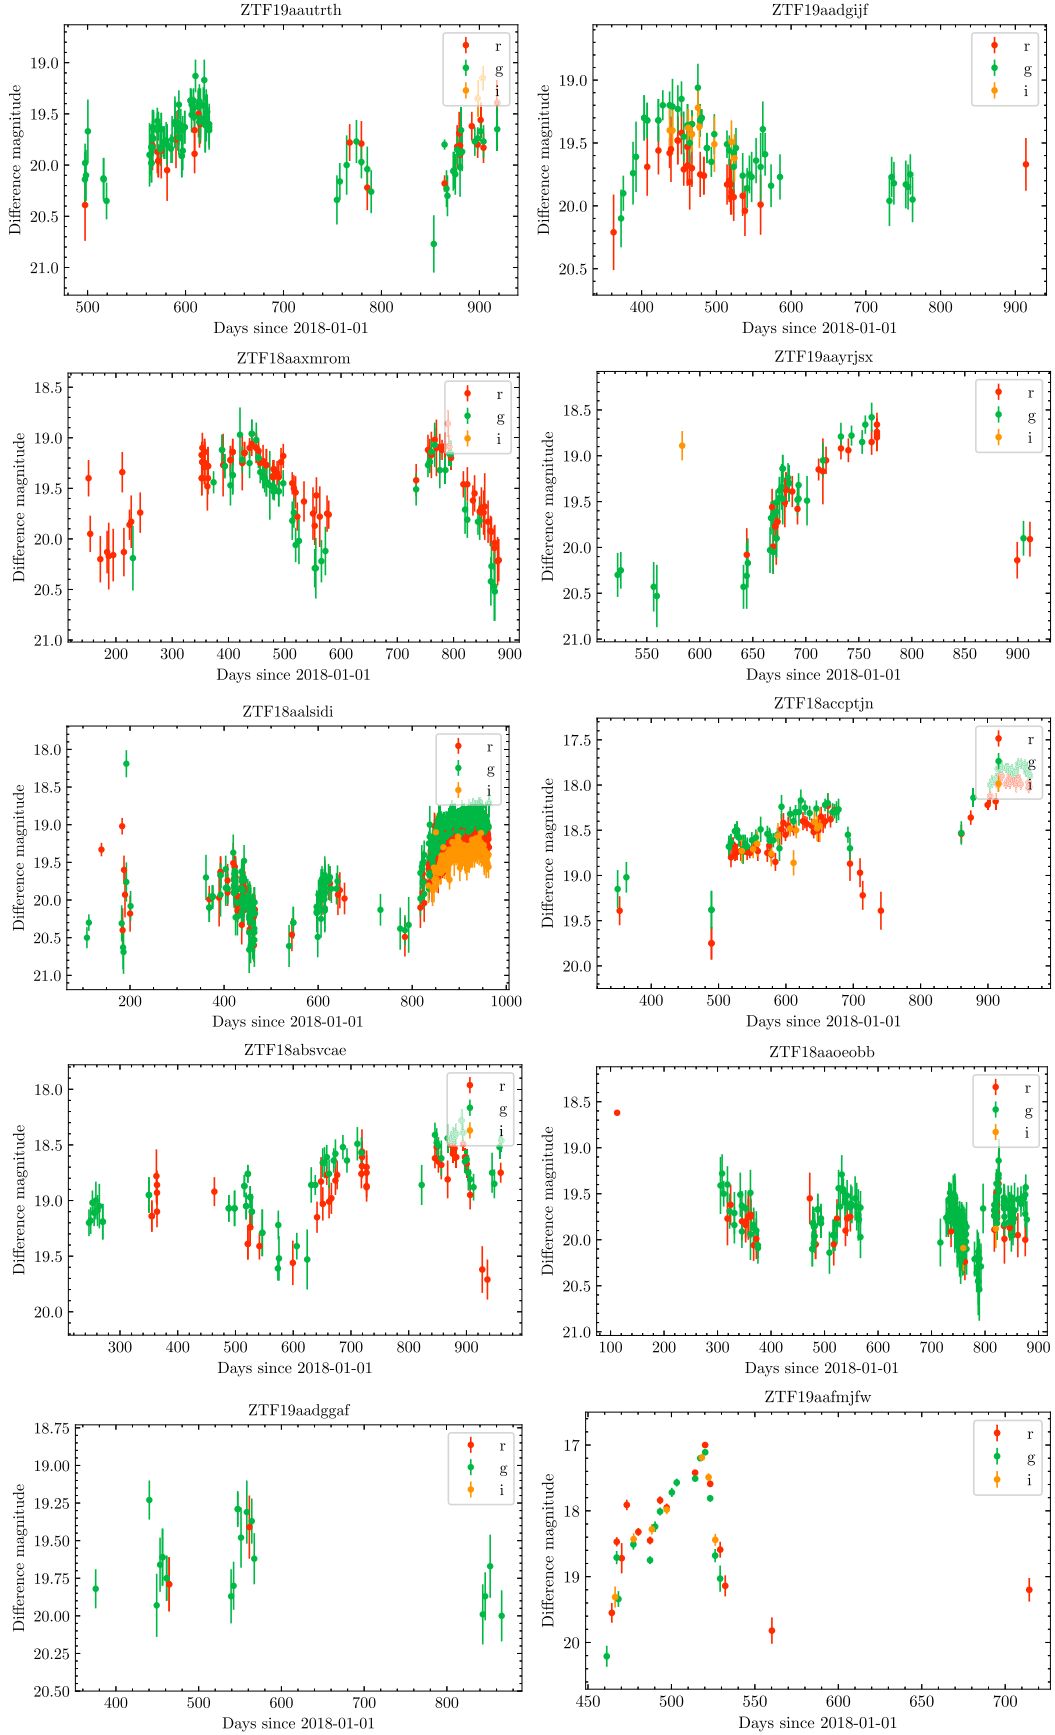 ZTF19aautrth
19.0
19.5
20.0
20.5
21.0
Difference magnitude
500
600
700
800
900
Days since 2018-01-01
r
g
i
ZTF19aadgijf
19.0
19.5
20.0
20.5
Difference magnitude
400
500
600
700
800
900
Days since 2018-01-01
r
g
i
ZTF18aaxmrom
18.5
19.0
19.5
20.0
20.5
21.0
Difference magnitude
200
300
400
500
600
700
800
900
Days since 2018-01-01
r
g
i
ZTF19aayrjsx
18.5
19.0
19.5
20.0
20.5
21.0
Difference magnitude
550
600
650
700
750
800
850
900
Days since 2018-01-01
r
g
i
ZTF18aalsidi
18.0
18.5
19.0
19.5
20.0
20.5
21.0
Difference magnitude
200
400
600
800
1000
Days since 2018-01-01
r
g
i
ZTF18accptjn
17.5
18.0
18.5
19.0
19.5
20.0
Difference magnitude
400
500
600
700
800
900
Days since 2018-01-01
r
g
i
ZTF18absvcae
18.0
18.5
19.0
19.5
20.0
Difference magnitude
300
400
500
600
700
800
900
Days since 2018-01-01
r
g
i
ZTF18aaoeobb
18.5
19.0
19.5
20.0
20.5
21.0
Difference magnitude
100
200
300
400
500
600
700
800
900
Days since 2018-01-01
r
g
i
ZTF19aadggaf
18.75
19.00
19.25
19.50
19.75
20.00
20.25
20.50
Difference magnitude
400
500
600
700
800
Days since 2018-01-01
r
g
i
ZTF19aafmjfw
17
18
19
20
Difference magnitude
450
500
550
600
650
700
Days since 2018-01-01
r
g
i